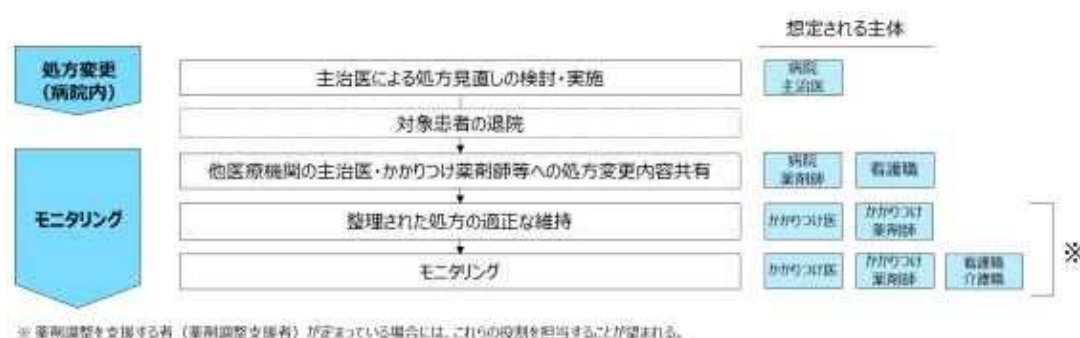 想定される主体
処方変更
(病院内)
主治医による処方見直しの検討・実施
病院
主治医
対象患者の退院
モニタリング
他医療機関の主治医・かかりつけ薬剤師等への処方変更内容共有
病院
薬剤師
看護職
整理された処方の適正な維持
かかりつけ医
かかりつけ
薬剤師
モニタリング
かかりつけ医
かかりつけ
薬剤師
看護職
介護職
※
※ 薬剤調整を支援する者（薬剤調整支援者）が定まっている場合には、これらの役割を担当することが望まれる。